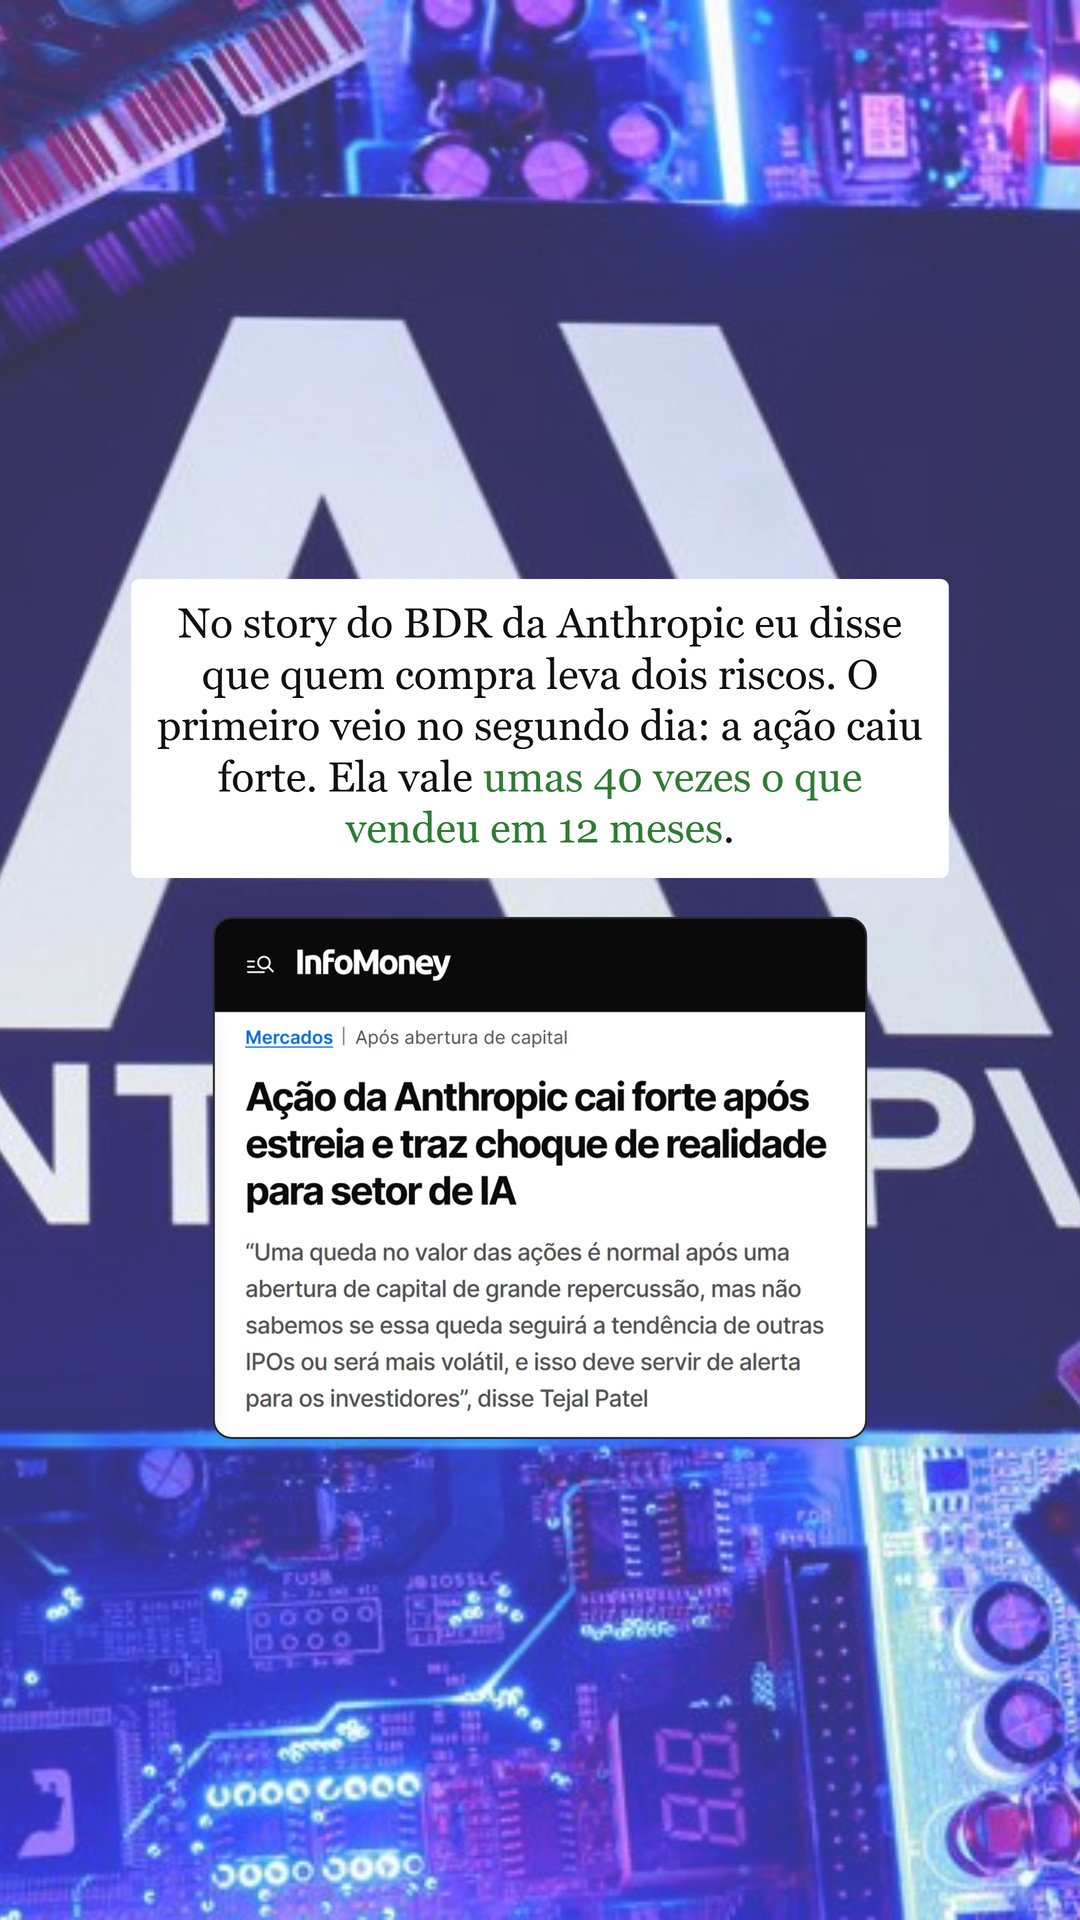 No story do BDR da Anthropic eu disse
que quem compra leva dois riscos. O
primeiro veio no segundo dia: a ação caiu
forte. Ela vale umas 40 vezes o que
vendeu em 12 meses.
InfoMoney
Mercados | Após abertura de capital
Ação da Anthropic cai forte após
estreia e traz choque de realidade
para setor de IA
“Uma queda no valor das ações é normal após uma
abertura de capital de grande repercussão, mas não
sabemos se essa queda seguirá a tendência de outras
IPOs ou será mais volátil, e isso deve servir de alerta
para os investidores”, disse Tejal Patel
FUSB
JBIOSSLC
8.8.